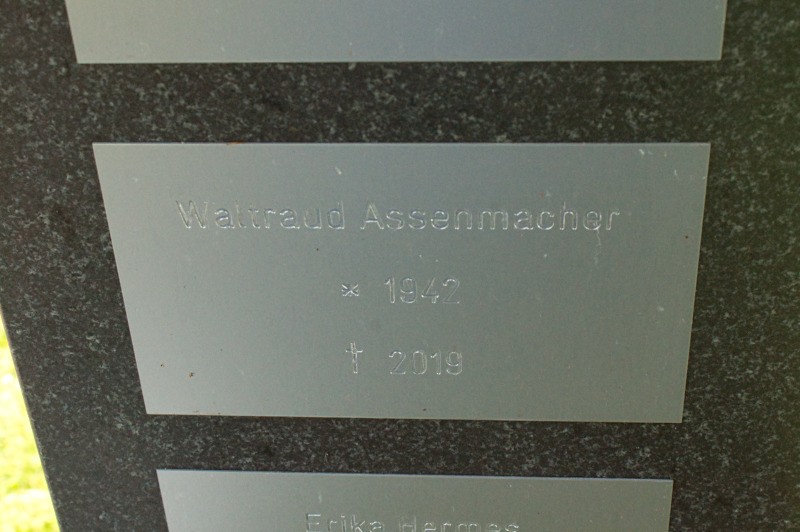 Waltraud Assenmacher
* 1942
† 2019
Erika Hermes